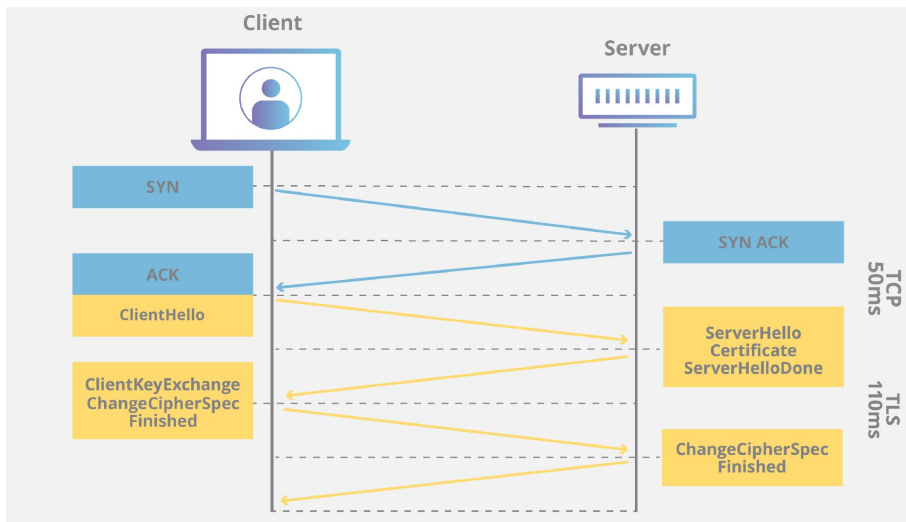 Client
Server
SYN
SYN ACK
ACK
ClientHello
TCP
50ms
ServerHello
Certificate
ServerHelloDone
ClientKeyExchange
ChangeCipherSpec
Finished
TLS
110ms
ChangeCipherSpec
Finished